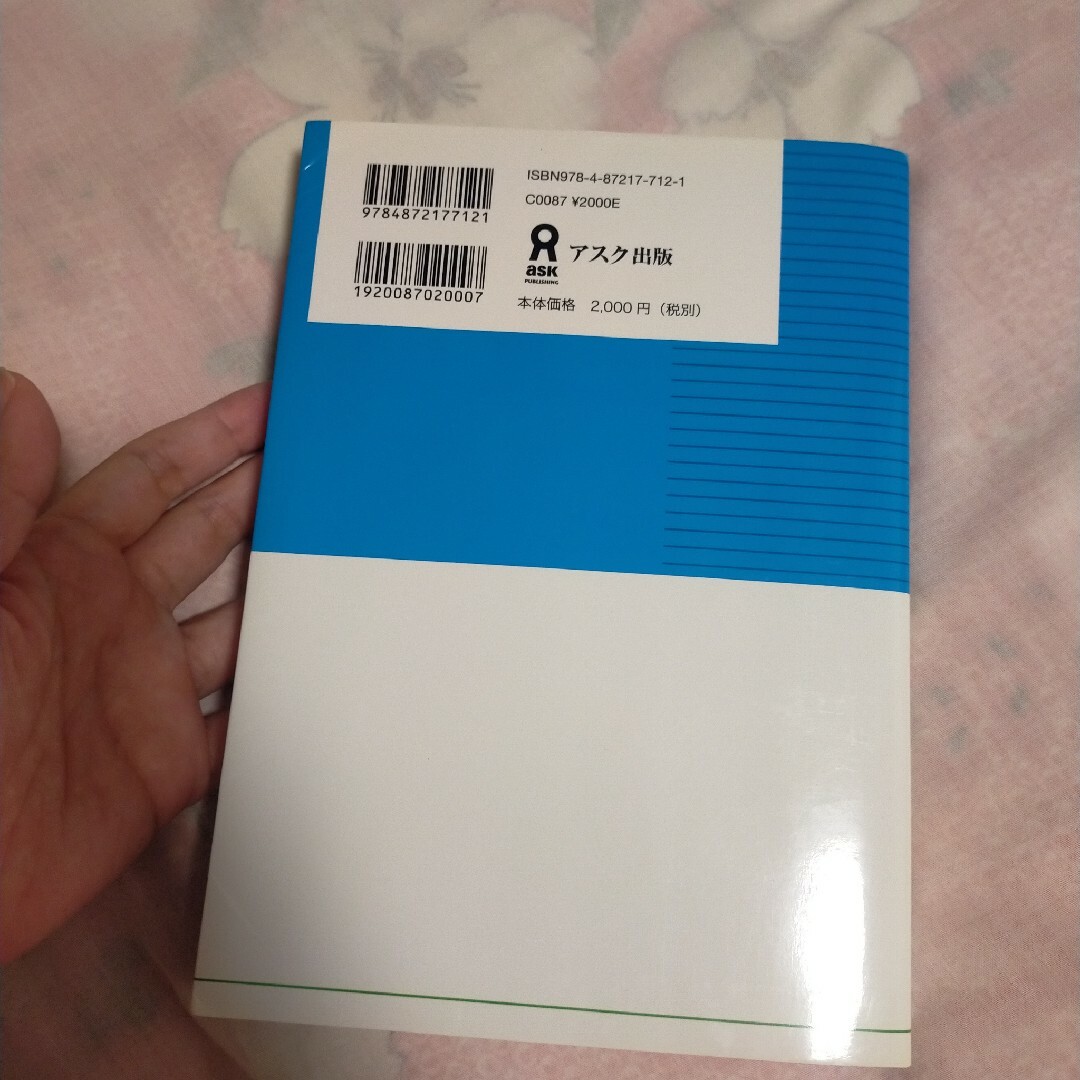 9784872177121
1920087020007
ISBN978-4-87217-712-1
C0087 ¥2000E
ask
PUBLISHING
アスク出版
本体価格 2,000円（税別）